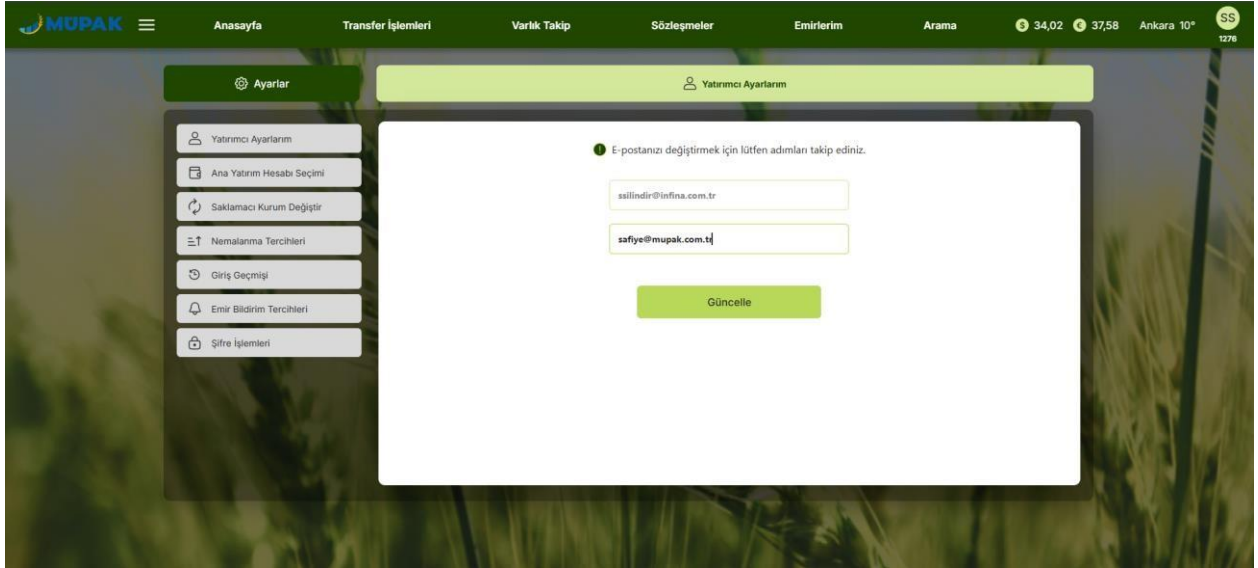 MÜPAK
Anasayfa
Transfer İşlemleri
Varlık Takip
Sözleşmeler
Emirlerim
Arama
$ 34,02 € 37,58
Ankara 10°
SS
1276
Ayarlar
Yatırımcı Ayarlarım
Yatırımcı Ayarlarım
Ana Yatırım Hesabı Seçimi
Saklamacı Kurum Değiştir
Nemalanma Tercihleri
Giriş Geçmişi
Emir Bildirim Tercihleri
Şifre İşlemleri
E-postanızı değiştirmek için lütfen adımları takip ediniz.
ssilindir@infina.com.tr
safiye@mupak.com.tr
Güncelle